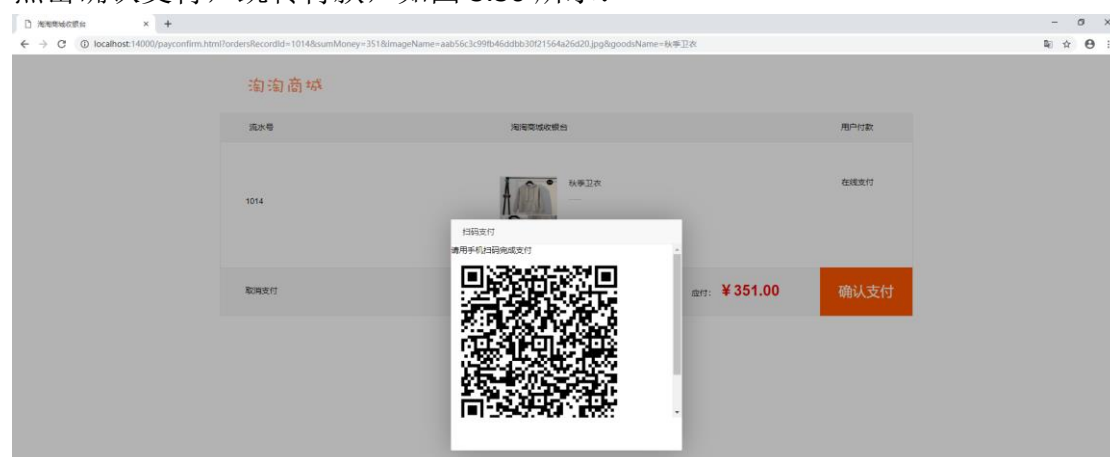 淘淘商城收银台
localhost:14000/payconfirm.html?ordersRecordId=1014&sumMoney=351&imageName=aab56c3c99fb46ddbb30f21564a26d20.jpg&goodsName=秋季卫衣
淘淘商城
流水号 淘淘商城收银台 用户付款
秋季卫衣 在线支付
1014
扫码支付
请用手机扫码完成支付
取消支付 应付: ¥351.00 确认支付